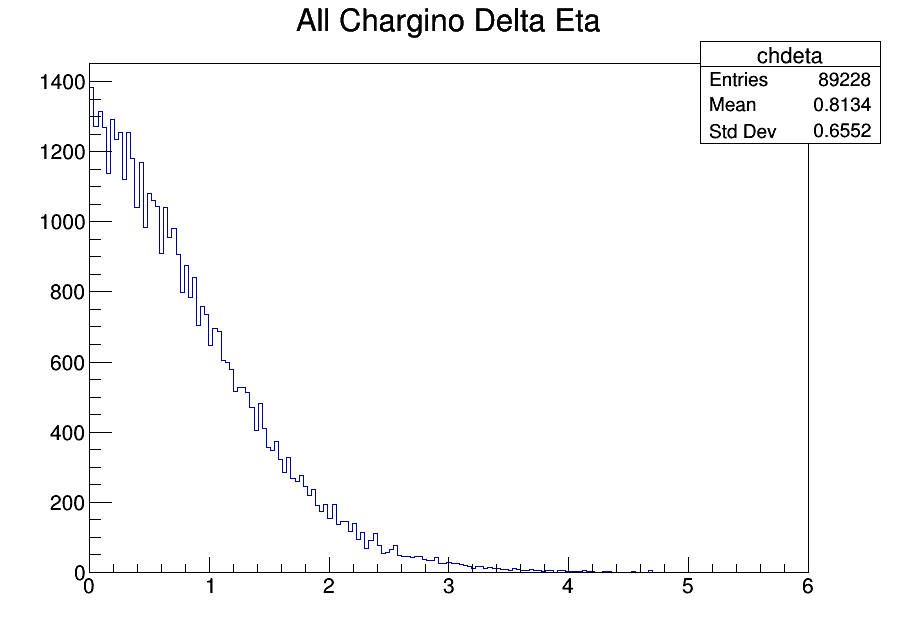 All Chargino Delta Eta
chdeta
Entries 89228
Mean 0.8134
Std Dev 0.6552
1400
1200
1000
800
600
400
200
0
0 1 2 3 4 5 6